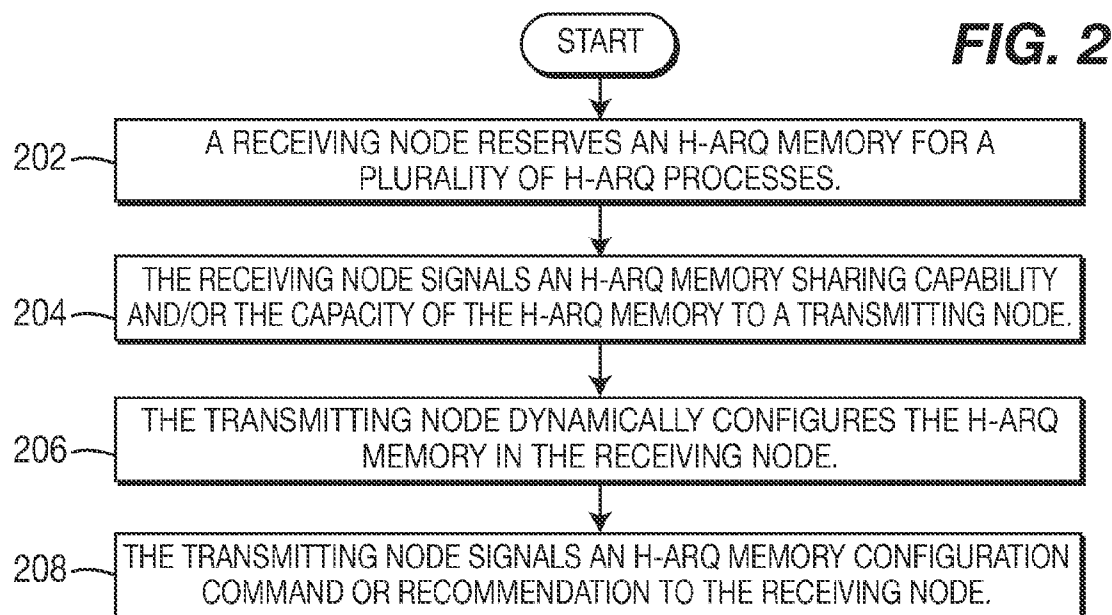 START
FIG. 2
202
A RECEIVING NODE RESERVES AN H-ARQ MEMORY FOR A
PLURALITY OF H-ARQ PROCESSES.
204
THE RECEIVING NODE SIGNALS AN H-ARQ MEMORY SHARING CAPABILITY
AND/OR THE CAPACITY OF THE H-ARQ MEMORY TO A TRANSMITTING NODE.
206
THE TRANSMITTING NODE DYNAMICALLY CONFIGURES THE H-ARQ
MEMORY IN THE RECEIVING NODE.
208
THE TRANSMITTING NODE SIGNALS AN H-ARQ MEMORY CONFIGURATION
COMMAND OR RECOMMENDATION TO THE RECEIVING NODE.